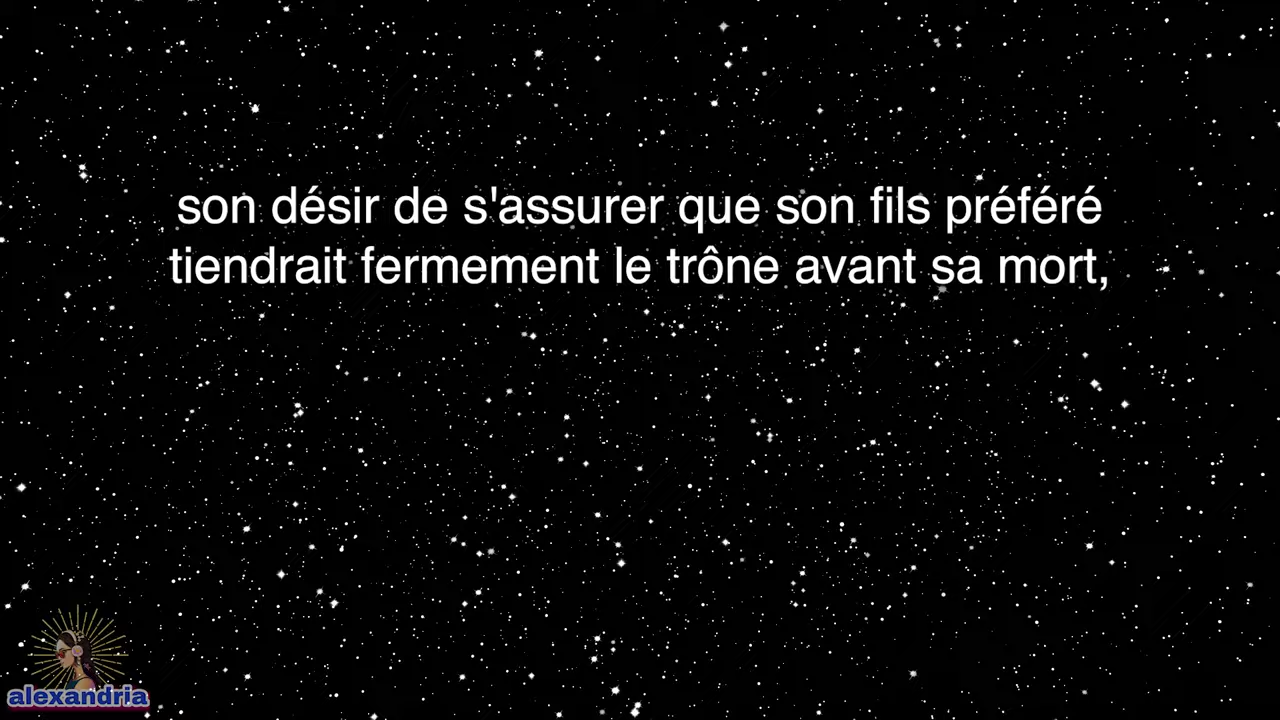 son désir de s'assurer que son fils préféré
tiendrait fermement le trône avant sa mort,
alexandria